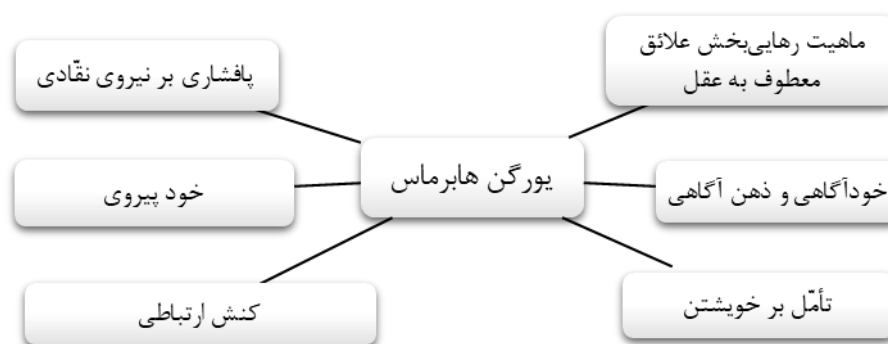 ماهیت رهایی‌بخش علائق
معطوف به عقل
پافشاری بر نیروی نقّادی
یورگن هابرماس
خودآگاهی و ذهن آگاهی
خود پیروی
تأمّل بر خویشتن
کنش ارتباطی